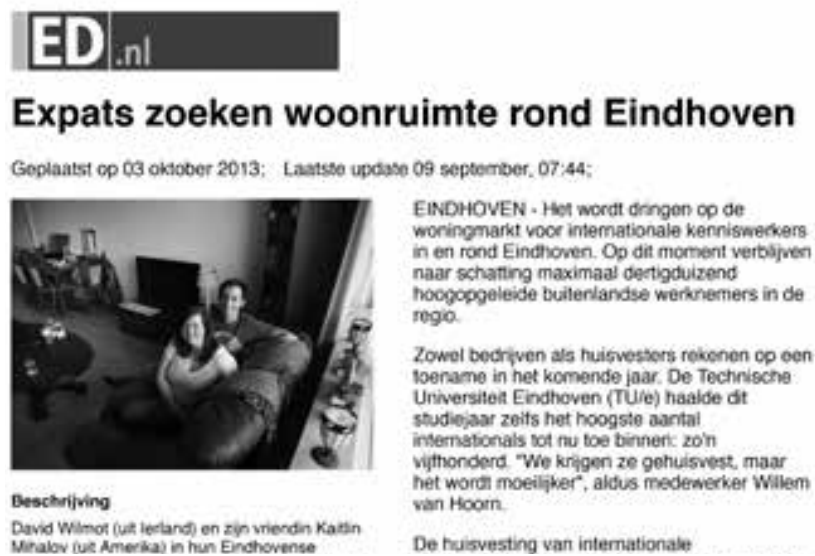 ED.nl
Expats zoeken woonruimte rond Eindhoven
Geplaatst op 03 oktober 2013; Laatste update 09 september, 07:44;
EINDHOVEN - Het wordt dringen op de
woningmarkt voor internationale kenniswerkers
in en rond Eindhoven. Op dit moment verblijven
naar schatting maximaal dertigduizend
hoogopgeleide buitenlandse werknemers in de
regio.
Zowel bedrijven als huisvesters rekenen op een
toename in het komende jaar. De Technische
Universiteit Eindhoven (TU/e) haalde dit
studiejaar zelfs het hoogste aantal
internationals tot nu toe binnen: zo'n
vijfhonderd. "We krijgen ze gehuisvest, maar
het wordt moeilijker", aldus medewerker Willem
van Hoorn.
De huisvesting van internationale
Beschrijving
David Wilmot (uit Ierland) en zijn vriendin Kaitlin
Mihalov (uit Amerika) in hun Eindhovense